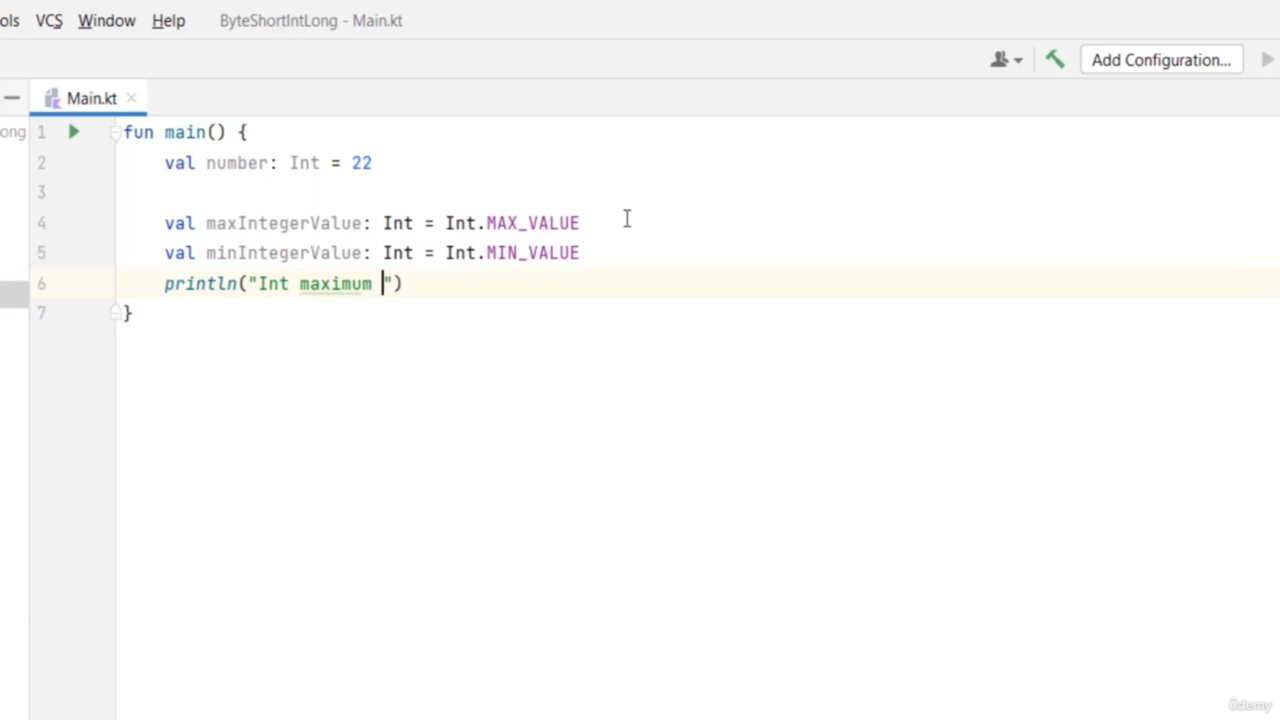 ols VCS Window Help ByteShortIntLong - Main.kt
Add Configuration...
Main.kt
ong 1 fun main() {
2 val number: Int = 22
3
4 val maxIntegerValue: Int = Int.MAX_VALUE
5 val minIntegerValue: Int = Int.MIN_VALUE
6 println("Int maximum ")
7 }
ûdemy